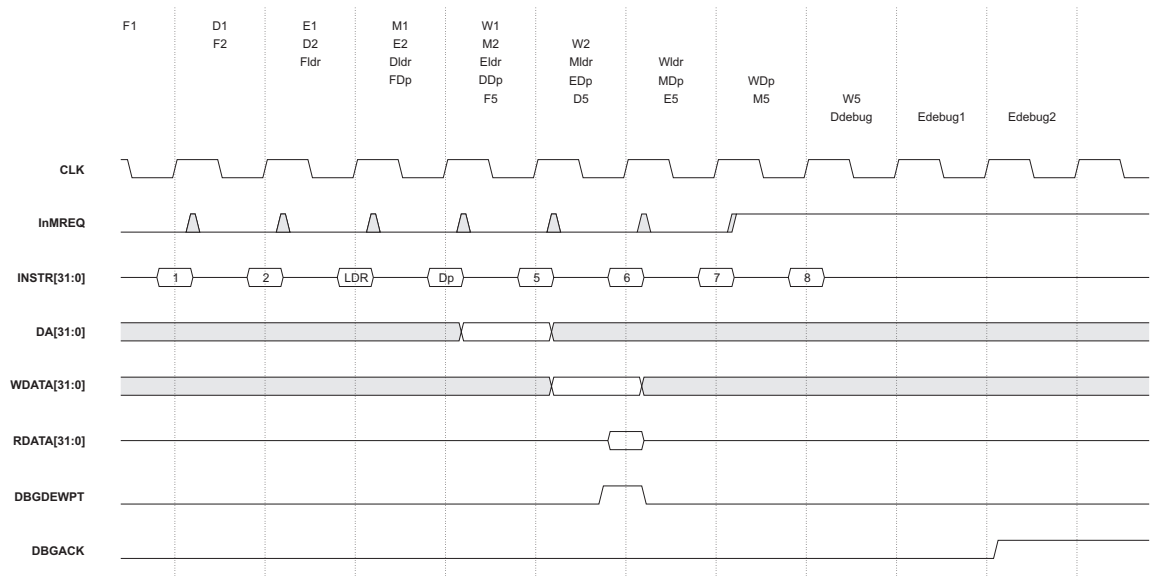 F1 D1 E1 M1 W1
F2 D2 E2 M2 W2
Fldr Dldr Eldr Mldr Wldr
FDp DDp EDp MDp WDp
F5 D5 E5 M5 W5
Ddebug Edebug1 Edebug2
CLK
InMREQ
INSTR[31:0] 1 2 LDR Dp 5 6 7 8
DA[31:0]
WDATA[31:0]
RDATA[31:0]
DBGDEWPT
DBGACK